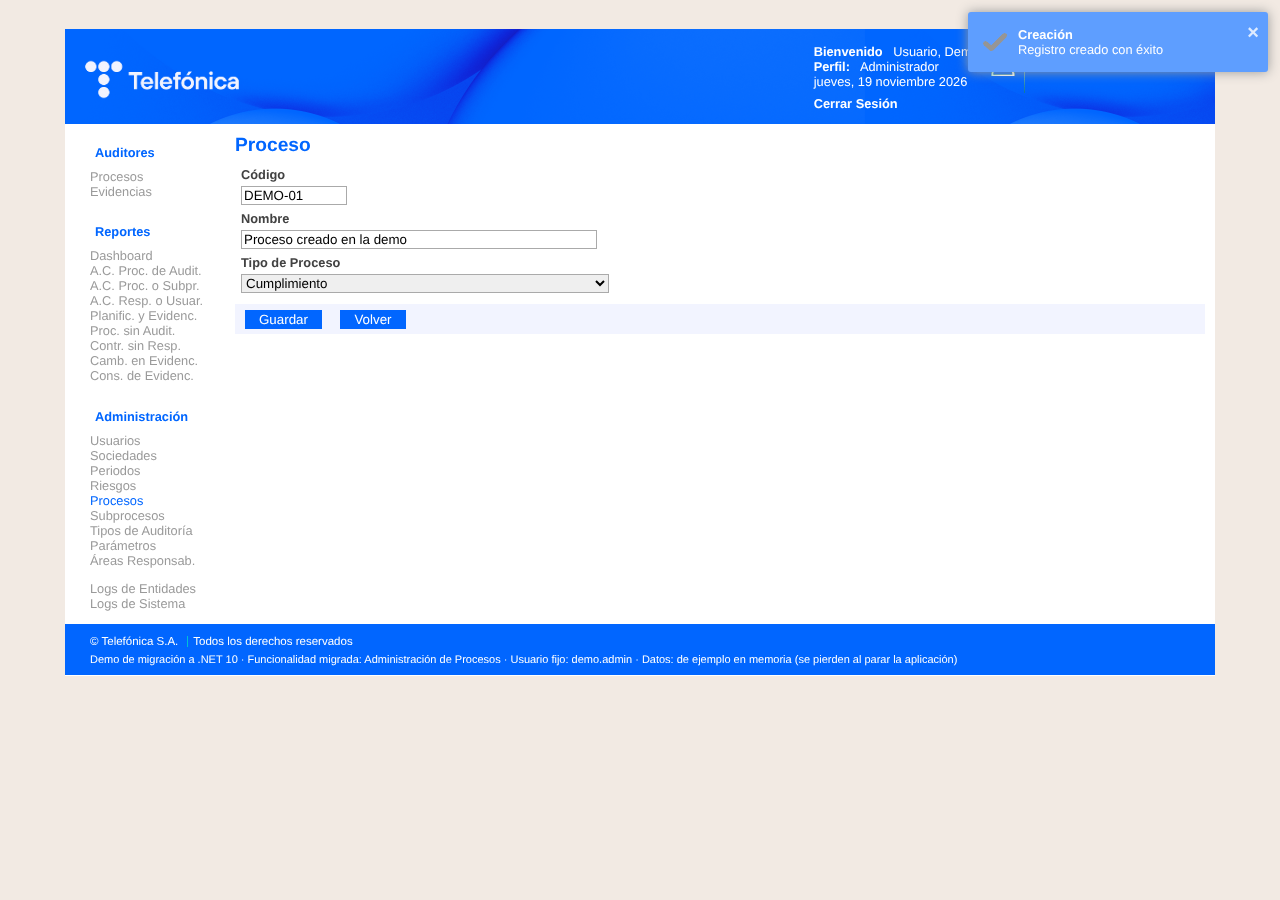 Creación
Registro creado con éxito
×
Telefónica
Bienvenido Usuario, Dem
Perfil: Administrador
jueves, 19 noviembre 2026
Cerrar Sesión
Auditores
Procesos
Evidencias
Reportes
Dashboard
A.C. Proc. de Audit.
A.C. Proc. o Subpr.
A.C. Resp. o Usuar.
Planific. y Evidenc.
Proc. sin Audit.
Contr. sin Resp.
Camb. en Evidenc.
Cons. de Evidenc.
Administración
Usuarios
Sociedades
Periodos
Riesgos
Procesos
Subprocesos
Tipos de Auditoría
Parámetros
Áreas Responsab.
Logs de Entidades
Logs de Sistema
Proceso
Código
DEMO-01
Nombre
Proceso creado en la demo
Tipo de Proceso
Cumplimiento
Guardar Volver
© Telefónica S.A. | Todos los derechos reservados
Demo de migración a .NET 10 · Funcionalidad migrada: Administración de Procesos · Usuario fijo: demo.admin · Datos: de ejemplo en memoria (se pierden al parar la aplicación)